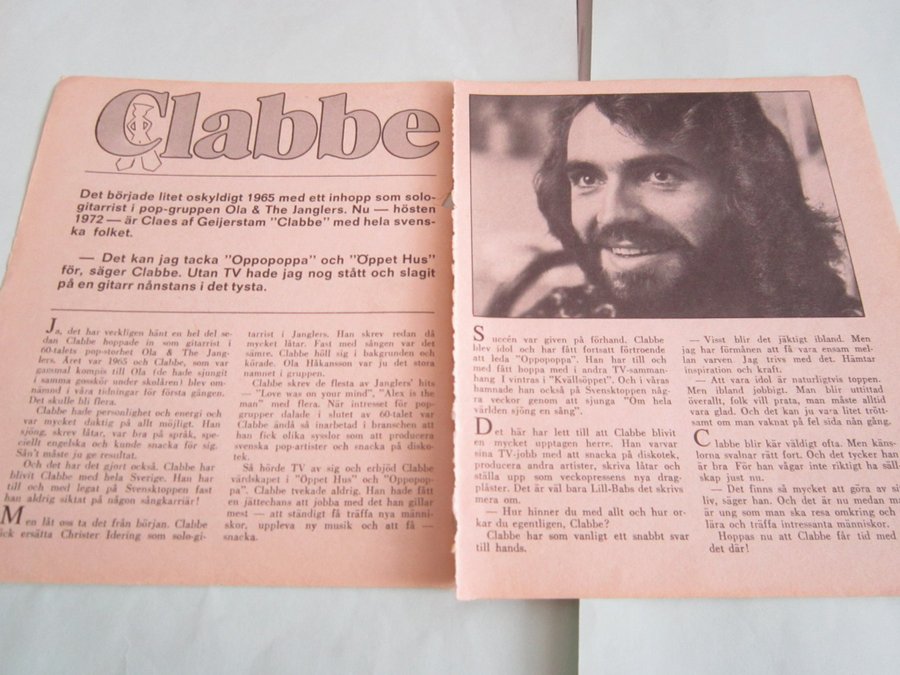 Clabbe
Det började litet oskyldigt 1965 med ett inhopp som solo-
gitarrist i pop-gruppen Ola & The Janglers. Nu — hösten
1972 — är Claes af Geijerstam "Clabbe" med hela svens-
ka folket.
— Det kan jag tacka "Oppopoppa" och "Öppet Hus"
för, säger Clabbe. Utan TV hade jag nog stått och slagit
på en gitarr nånstans i det tysta.
Ja, det har verkligen hänt en hel del se-
dan Clabbe hoppade in som gitarrist i
60-talets pop-storhet Ola & The Jang-
lers. Året var 1965 och Clabbe, som var
gammal kompis till Ola (de hade sjungit
i samma gosskör under skolåren) blev om-
nämnd i våra tidningar för första gången.
Det skulle bli flera.
Clabbe hade personlighet och energi och
var mycket duktig på allt möjligt. Han
sjöng, skrev låtar, var bra på språk, spe-
ciellt engelska och kunde snacka för sig.
Sån't måste ju ge resultat.
Och det har det gjort också. Clabbe har
blivit Clabbe med hela Sverige. Han har
till och med legat på Svensktoppen fast
han aldrig siktat på någon sångkarriär!
Men låt oss ta det från början. Clabbe
fick ersätta Christer Idering som solo-gi-
tarrist i Janglers. Han skrev redan då
mycket låtar. Fast med sången var det
sämre. Clabbe höll sig i bakgrunden och
körade. Ola Håkansson var ju det stora
namnet i gruppen.
Clabbe skrev de flesta av Janglers' hits
— "Love was on your mind", "Alex is the
man" med flera. När intresset för pop-
grupper dalade i slutet av 60-talet var
Clabbe ändå så inarbetad i branschen att
han fick olika sysslor som att producera
svenska pop-artister och snacka på disko-
tek.
Så hörde TV av sig och erbjöd Clabbe
värdskapet i "Öppet Hus" och "Oppopop-
pa". Clabbe tvekade aldrig. Han hade fått
en jättechans att jobba med det han gillar
mest — att ständigt få träffa nya männi-
skor, uppleva ny musik och att få —
snacka.
Succén var given på förhand. Clabbe
blev idol och har fått fortsatt förtroende
att leda "Oppopoppa". Han har till och
med fått hoppa med i andra TV-samman-
hang I vintras i "Kvällsöppet". Och i våras
hamnade han också på Svensktoppen någ-
ra veckor genom att sjunga "Om hela
världen sjöng en sång".
Det här har lett till att Clabbe blivit
en mycket upptagen herre. Han varvar
sina TV-jobb med att snacka på diskotek,
producera andra artister, skriva låtar och
ställa upp som veckopressens nya drag-
plåster. Det är väl bara Lill-Babs det skrivs
mera om.
— Hur hinner du med allt och hur or-
kar du egentligen, Clabbe?
Clabbe har som vanligt ett snabbt svar
till hands.
— Visst blir det jäktigt ibland. Men
jag har förmånen att få vara ensam mel-
lan varven. Jag trivs med det. Hämtar
inspiration och kraft.
— Att vara idol är naturligtvis toppen.
Men ibland jobbigt. Man blir uttittad
överallt, folk vill prata, man måste alltid
vara glad. Och det kan ju vara litet trött-
samt om man vaknat på fel sida nån gång.
Clabbe blir kär väldigt ofta. Men käns-
lorna svalnar rätt fort. Och det tycker han
är bra. För han vågar inte riktigt ha säll-
skap just nu.
— Det finns så mycket att göra av sitt
liv, säger han. Och det är nu medan ma
är ung som man ska resa omkring och
lära och träffa intressanta människor.
Hoppas nu att Clabbe får tid med
det där!